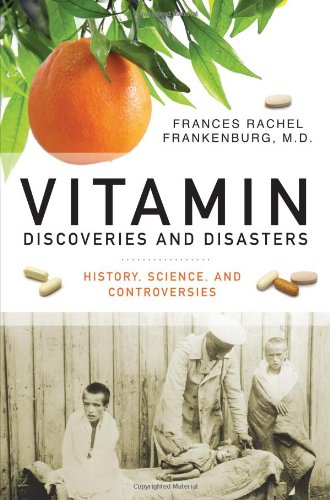 FRANCES RACHEL
FRANKENBURG, M.D.
VITAMIN
DISCOVERIES AND DISASTERS
HISTORY, SCIENCE, AND
CONTROVERSIES